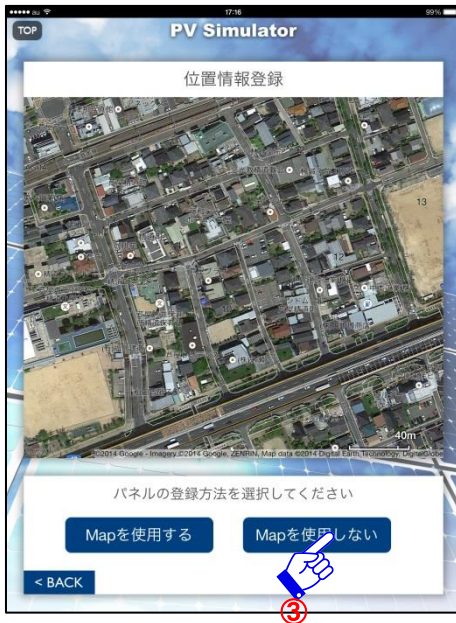 au 17:16 99%
TOP
PV Simulator
位置情報登録
13
12
40m
©2014 Google - Imagery ©2014 Google, ZENRIN, Map data ©2014 Digital Earth Technology, DigitalGlobe
パネルの登録方法を選択してください
Mapを使用する
Mapを使用しない
< BACK
③